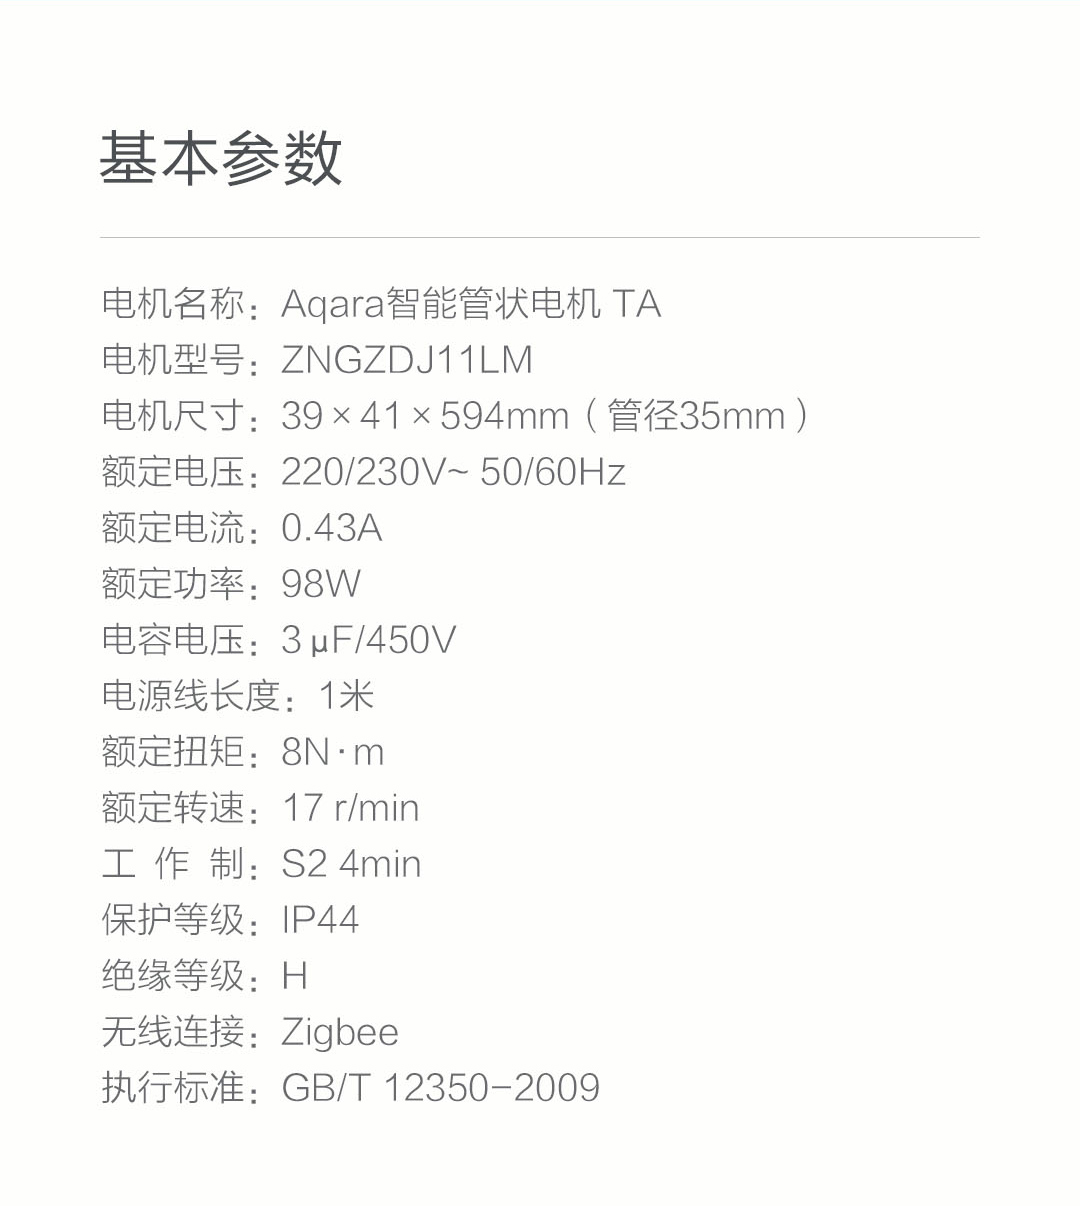 基本参数
电机名称：Aqara智能管状电机 TA
电机型号：ZNGZDJ11LM
电机尺寸：39×41×594mm（管径35mm）
额定电压：220/230V~ 50/60Hz
额定电流：0.43A
额定功率：98W
电容电压：3μF/450V
电源线长度：1米
额定扭矩：8N·m
额定转速：17 r/min
工 作 制：S2 4min
保护等级：IP44
绝缘等级：H
无线连接：Zigbee
执行标准：GB/T 12350-2009